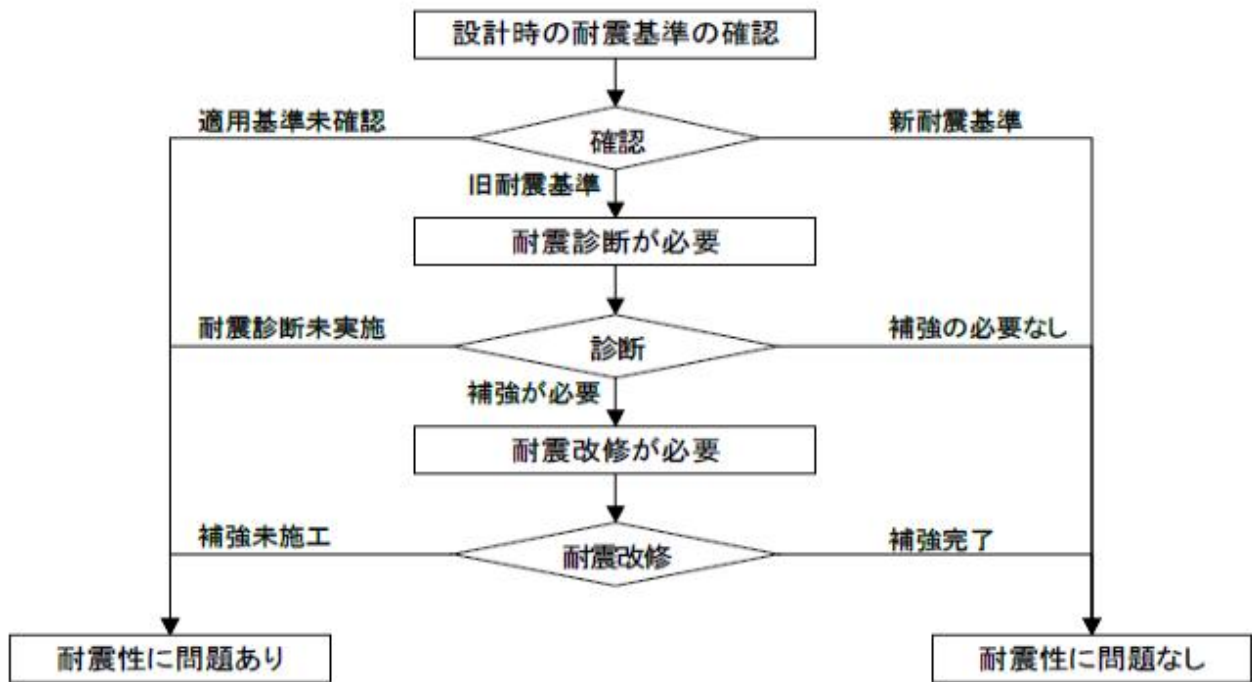 設計時の耐震基準の確認
適用基準未確認
確認
新耐震基準
旧耐震基準
耐震診断が必要
耐震診断未実施
診断
補強の必要なし
補強が必要
耐震改修が必要
補強未施工
耐震改修
補強完了
耐震性に問題あり
耐震性に問題なし